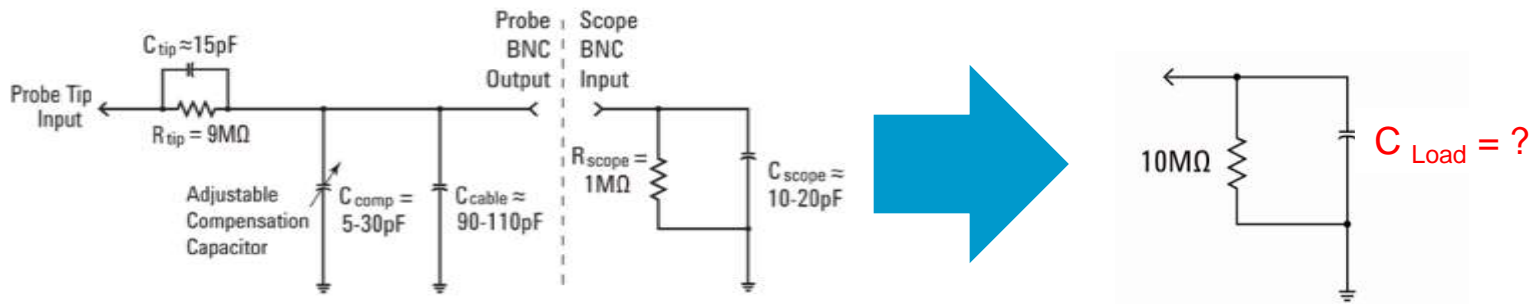 Probe Scope
BNC BNC
Output Input
C tip ≈15pF
Probe Tip
Input
R tip = 9MΩ
Adjustable
Compensation
Capacitor
C comp =
5-30pF
C cable ≈
90-110pF
R scope =
1MΩ
C scope ≈
10-20pF
10MΩ
C Load = ?